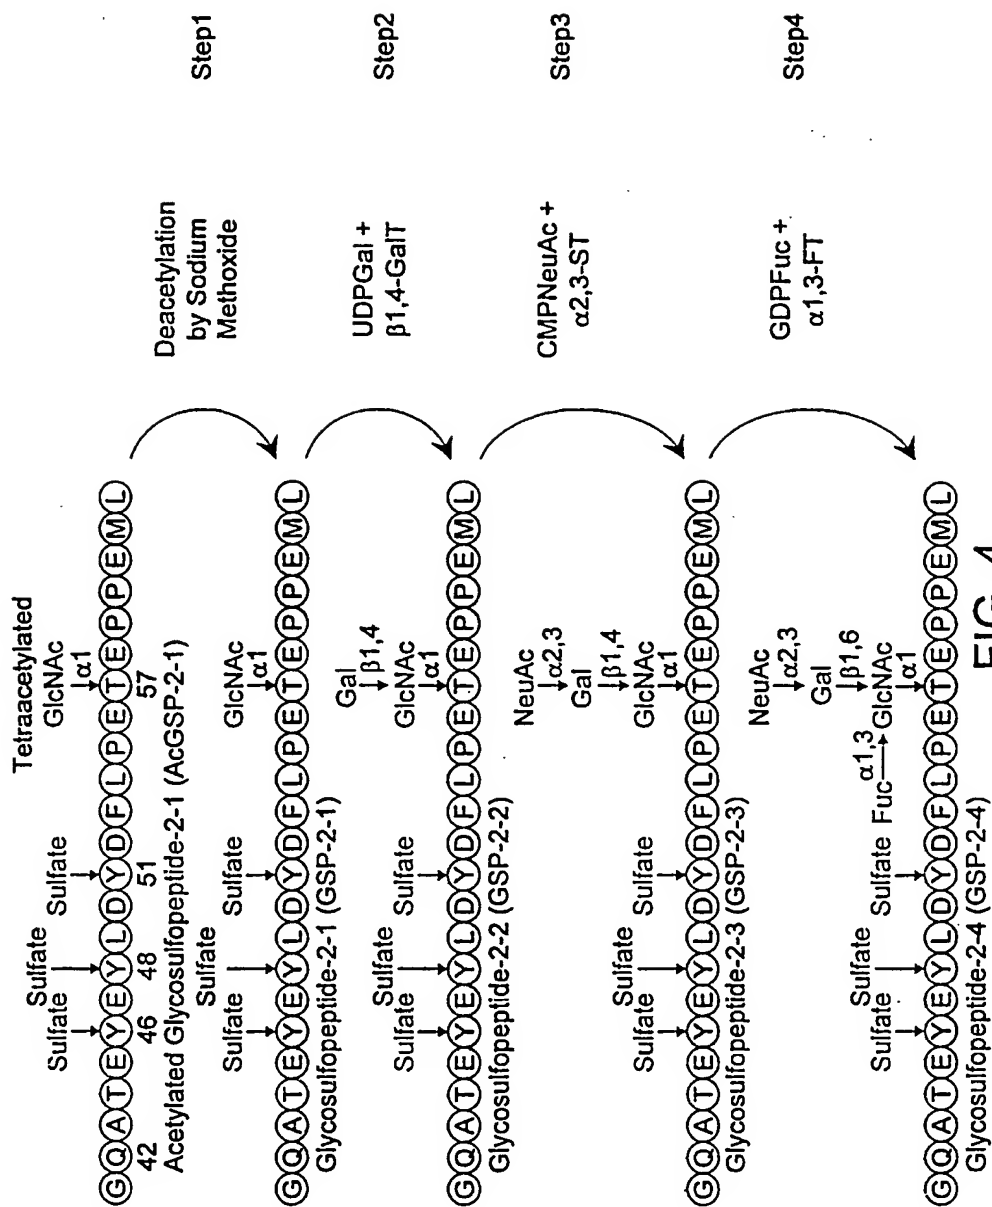 Tetraacetylated
Sulfate Sulfate Sulfate GlcNAc
α1
GQATEYEYLDYDFLPETEPPEML
42 46 48 51 57
Acetylated Glycosulfopeptide-2-1 (AcGSP-2-1)
Deacetylation
by Sodium
Methoxide
Step1
Sulfate Sulfate Sulfate GlcNAc
α1
GQATEYEYLDYDFLPETEPPEML
Glycosulfopeptide-2-1 (GSP-2-1)
UDPGal +
β1,4-GalT
Step2
Gal
β1,4
Sulfate Sulfate Sulfate GlcNAc
α1
GQATEYEYLDYDFLPETEPPEML
Glycosulfopeptide-2-2 (GSP-2-2)
CMPNeuAc +
α2,3-ST
Step3
NeuAc
α2,3
Gal
β1,4
Sulfate Sulfate Sulfate GlcNAc
α1
GQATEYEYLDYDFLPETEPPEML
Glycosulfopeptide-2-3 (GSP-2-3)
GDPFuc +
α1,3-FT
Step4
NeuAc
α2,3
Gal
α1,3 β1,6
Sulfate Sulfate Sulfate Fuc GlcNAc
α1
GQATEYEYLDYDFLPETEPPEML
Glycosulfopeptide-2-4 (GSP-2-4)
FIG. 4